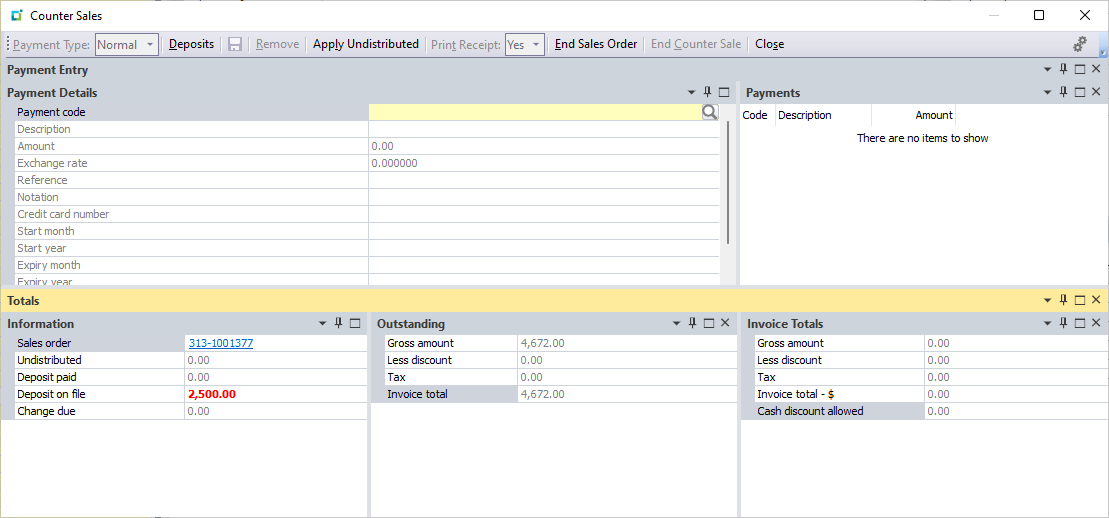 Counter Sales
Payment Type: Normal Deposits Remove Apply Undistributed Print Receipt: Yes End Sales Order End Counter Sale Close
Payment Entry
Payment Details
Payment code
Description
Amount 0.00
Exchange rate 0.000000
Reference
Notation
Credit card number
Start month
Start year
Expiry month
Expiry year
Payments
Code Description Amount
There are no items to show
Totals
Information
Sales order 313-1001377
Undistributed 0.00
Deposit paid 0.00
Deposit on file 2,500.00
Change due 0.00
Outstanding
Gross amount 4,672.00
Less discount 0.00
Tax 0.00
Invoice total 4,672.00
Invoice Totals
Gross amount 0.00
Less discount 0.00
Tax 0.00
Invoice total - $ 0.00
Cash discount allowed 0.00